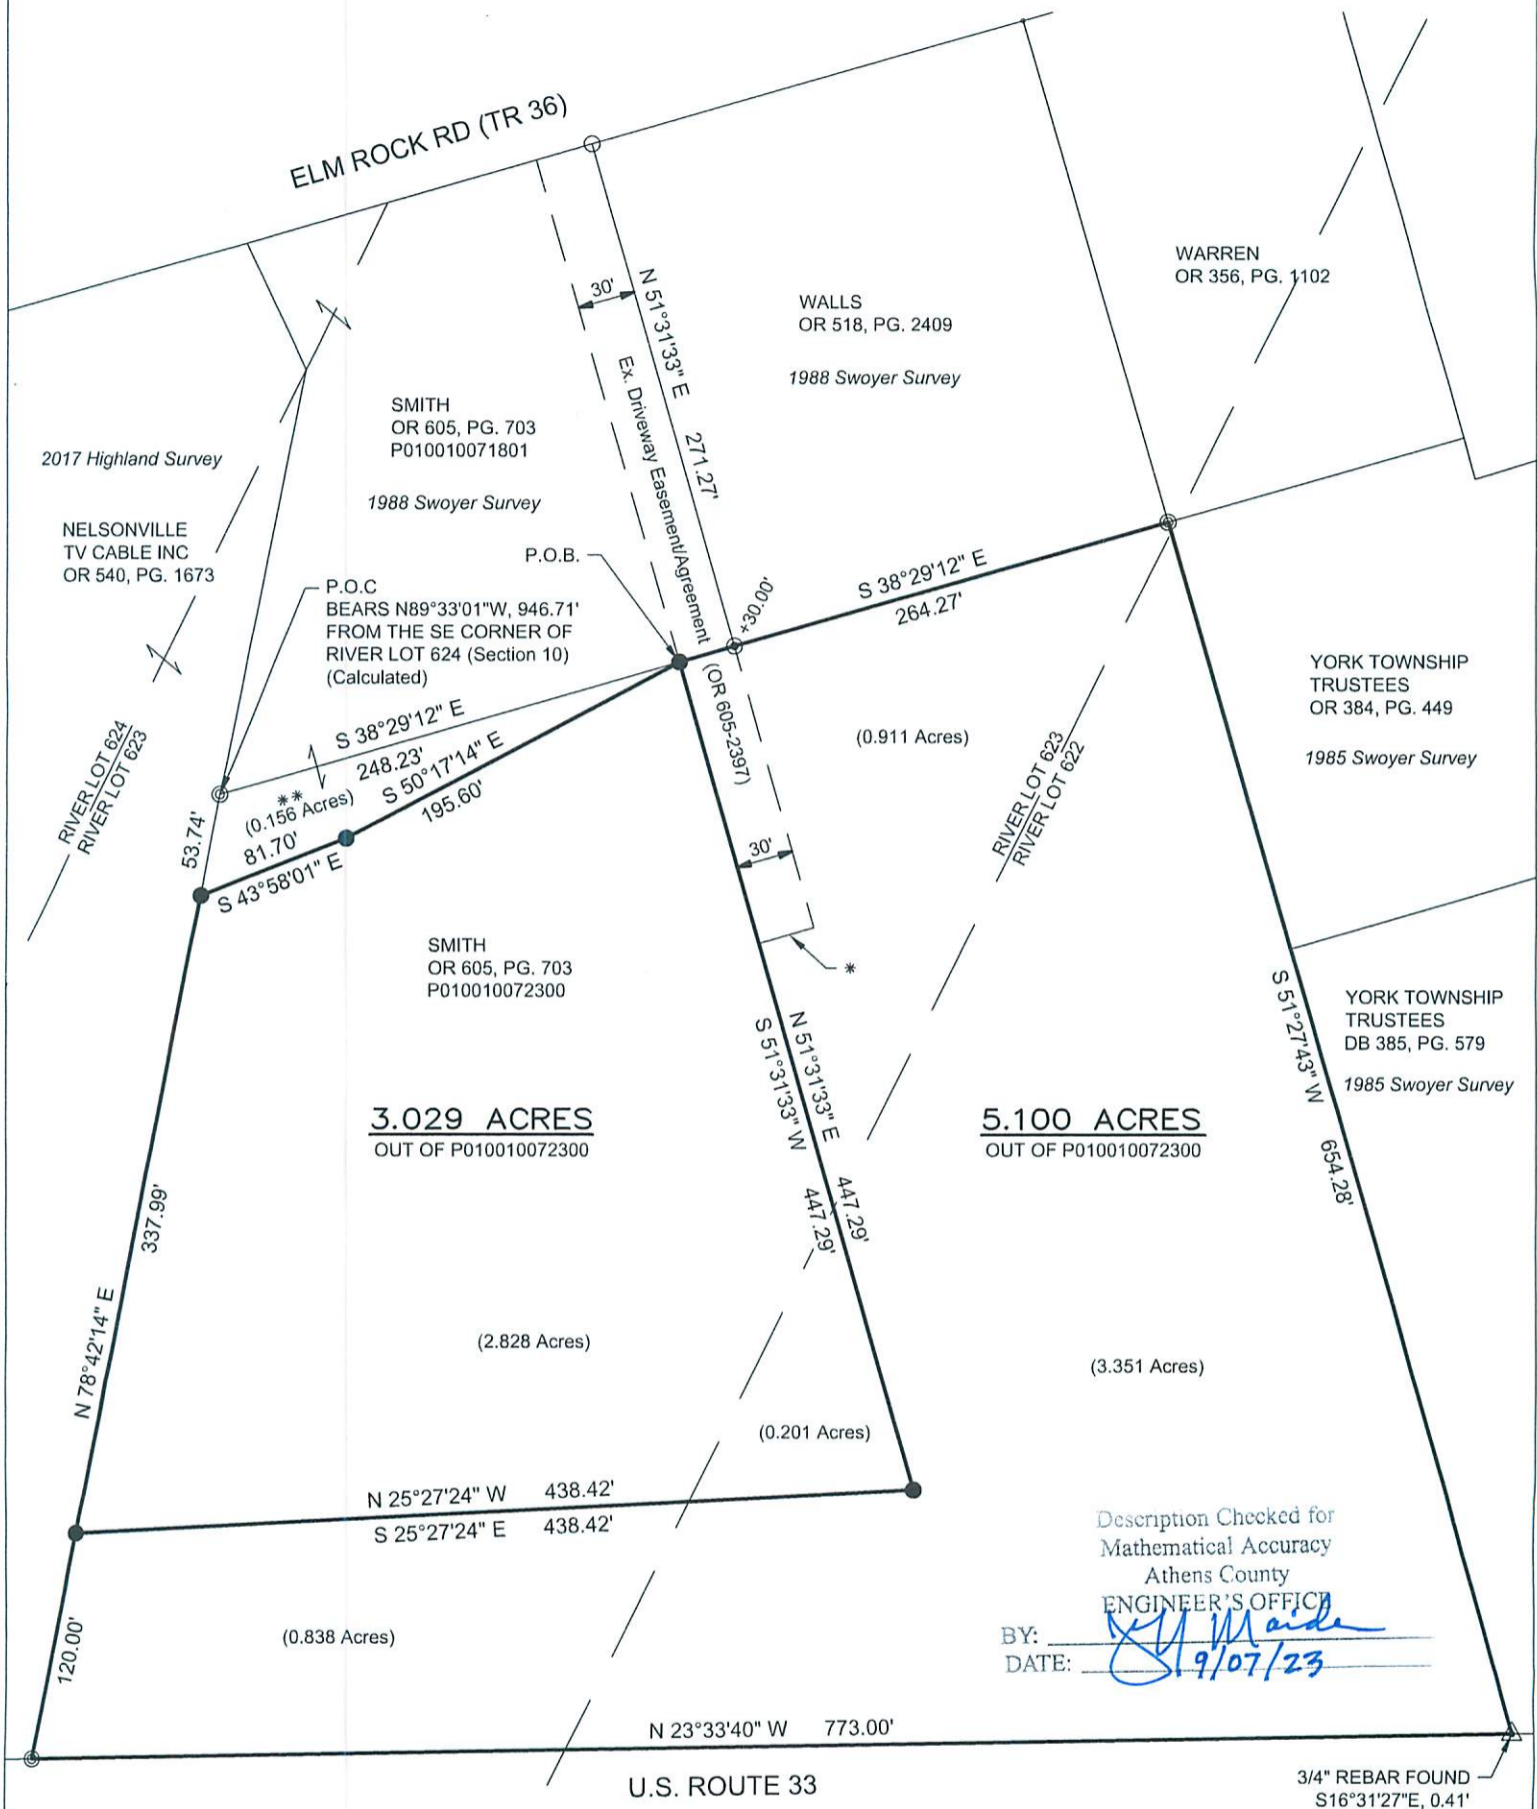 ELM ROCK RD (TR 36)
WARREN
OR 356, PG. 1102
WALLS
OR 518, PG. 2409
1988 Swoyer Survey
30'
N 51°31'33" E 271.27'
Ex. Driveway Easement/Agreement
(OR 605-2397)
SMITH
OR 605, PG. 703
P010010071801
1988 Swoyer Survey
2017 Highland Survey
NELSONVILLE
TV CABLE INC
OR 540, PG. 1673
P.O.B.
P.O.C
BEARS N89°33'01"W, 946.71'
FROM THE SE CORNER OF
RIVER LOT 624 (Section 10)
(Calculated)
+30.00'
S 38°29'12" E
264.27'
YORK TOWNSHIP
TRUSTEES
OR 384, PG. 449
1985 Swoyer Survey
S 38°29'12" E
248.23'
**
(0.156 Acres)
S 50°17'14" E
195.60'
81.70'
S 43°58'01" E
53.74'
RIVER LOT 624
RIVER LOT 623
(0.911 Acres)
RIVER LOT 623
RIVER LOT 622
30'
*
SMITH
OR 605, PG. 703
P010010072300
YORK TOWNSHIP
TRUSTEES
DB 385, PG. 579
1985 Swoyer Survey
S 51°27'43" W 654.28'
N 51°31'33" E 447.29'
S 51°31'33" W 447.29'
3.029 ACRES
OUT OF P010010072300
5.100 ACRES
OUT OF P010010072300
337.99'
N 78°42'14" E
(2.828 Acres)
(3.351 Acres)
(0.201 Acres)
N 25°27'24" W 438.42'
S 25°27'24" E 438.42'
120.00'
(0.838 Acres)
Description Checked for
Mathematical Accuracy
Athens County
ENGINEER'S OFFICE
BY:
DATE: 9/07/23
N 23°33'40" W 773.00'
U.S. ROUTE 33
3/4" REBAR FOUND
S16°31'27"E, 0.41'